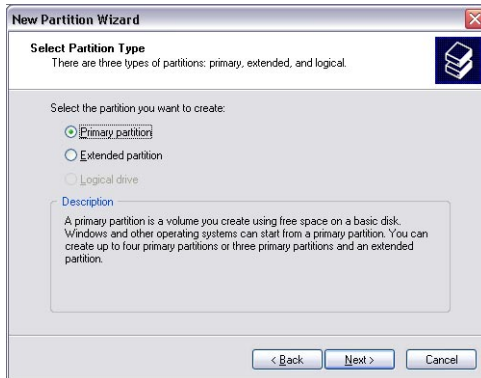 New Partition Wizard
Select Partition Type
There are three types of partitions: primary, extended, and logical.
Select the partition you want to create:
Primary partition
Extended partition
Logical drive
Description
A primary partition is a volume you create using free space on a basic disk.
Windows and other operating systems can start from a primary partition. You can
create up to four primary partitions or three primary partitions and an extended
partition.
< Back
Next >
Cancel